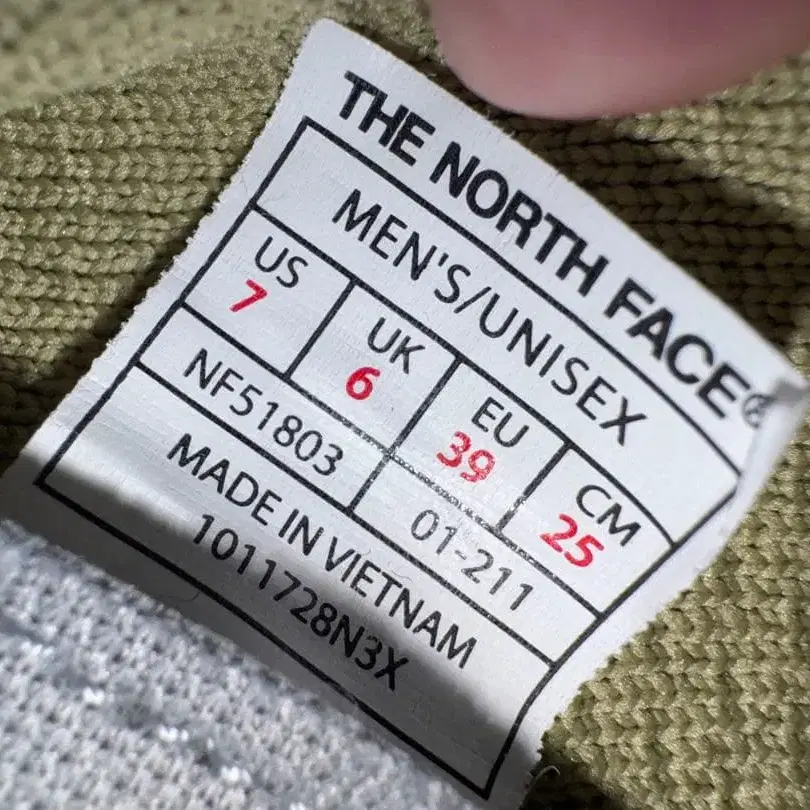 THE NORTH FACE®
MEN'S/UNISEX
US UK EU CM
7 6 39 25
NF51803 01-211
MADE IN VIETNAM
1011728N3X